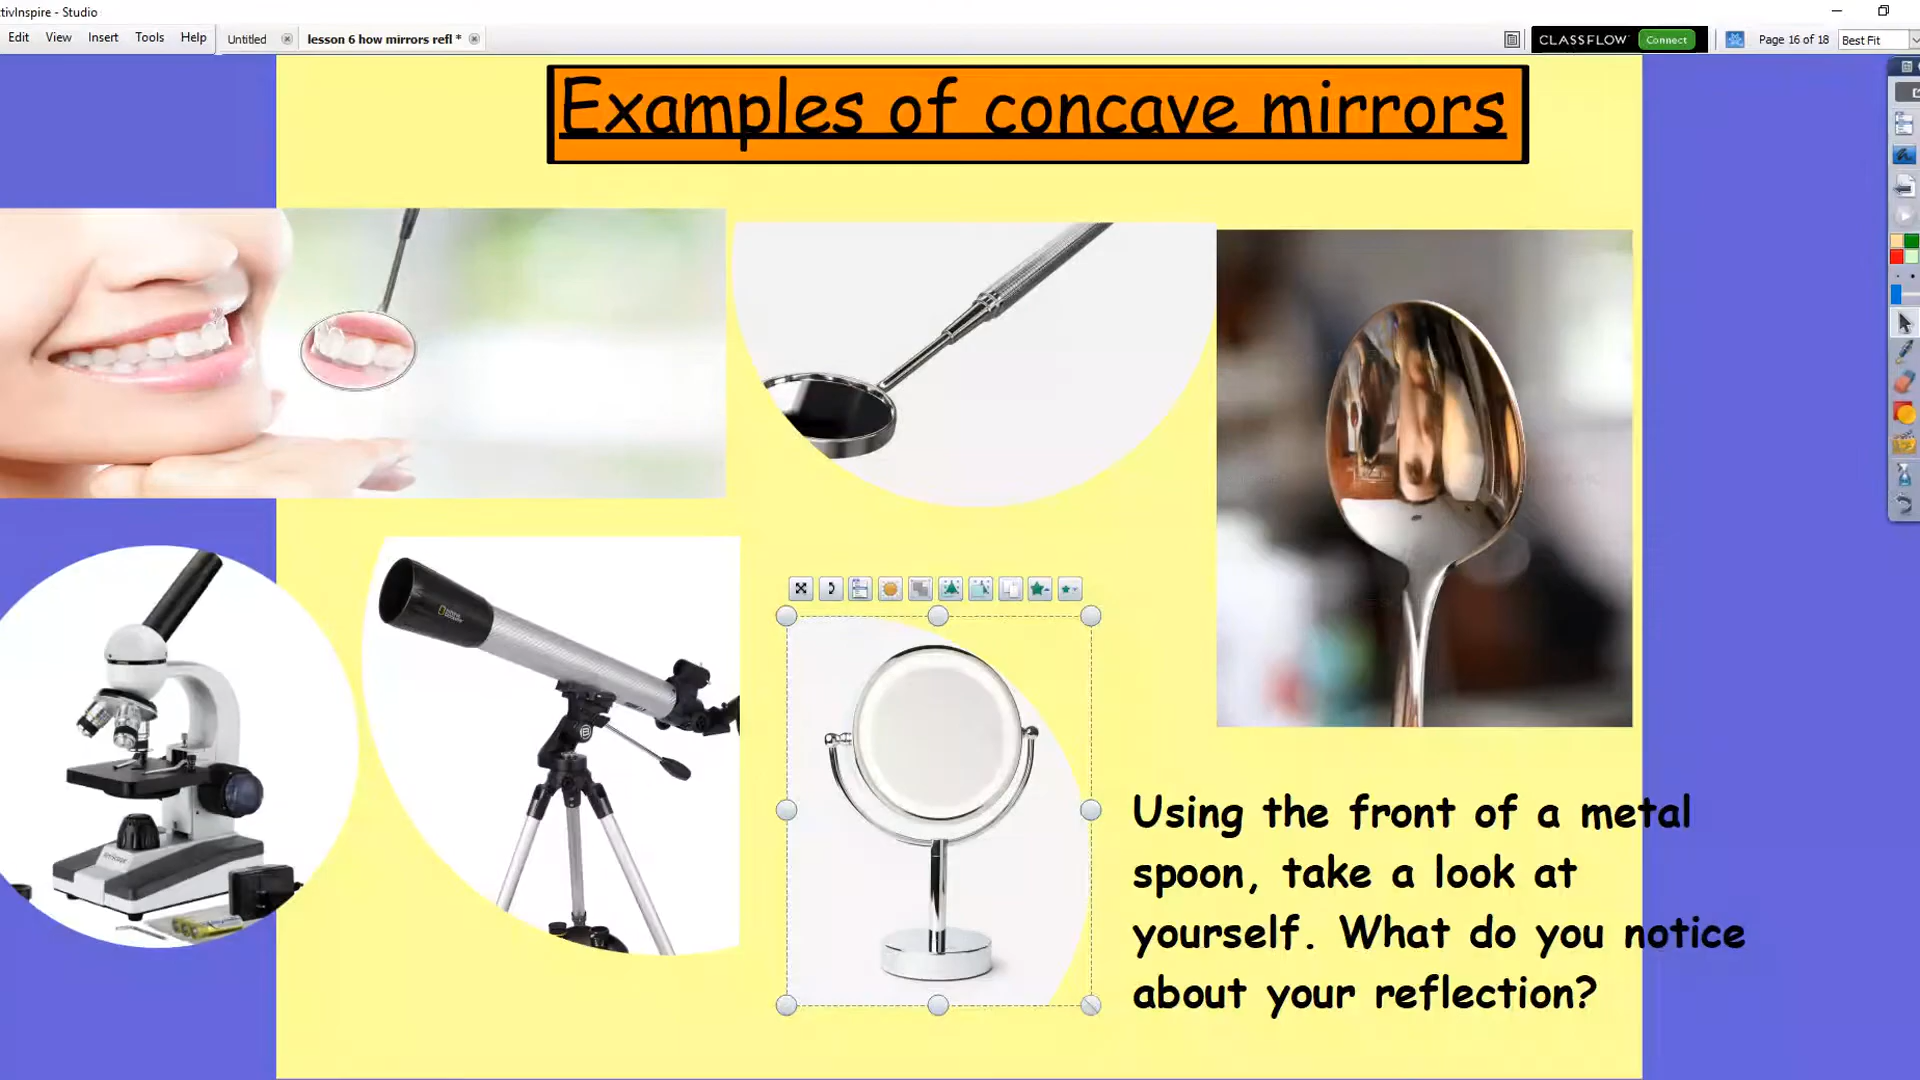 ctivInspire - Studio
Edit View Insert Tools Help
Untitled
lesson 6 how mirrors refl *
CLASSFLOW Connect
Page 16 of 18
Best Fit
Examples of concave mirrors
Using the front of a metal
spoon, take a look at
yourself. What do you notice
about your reflection?